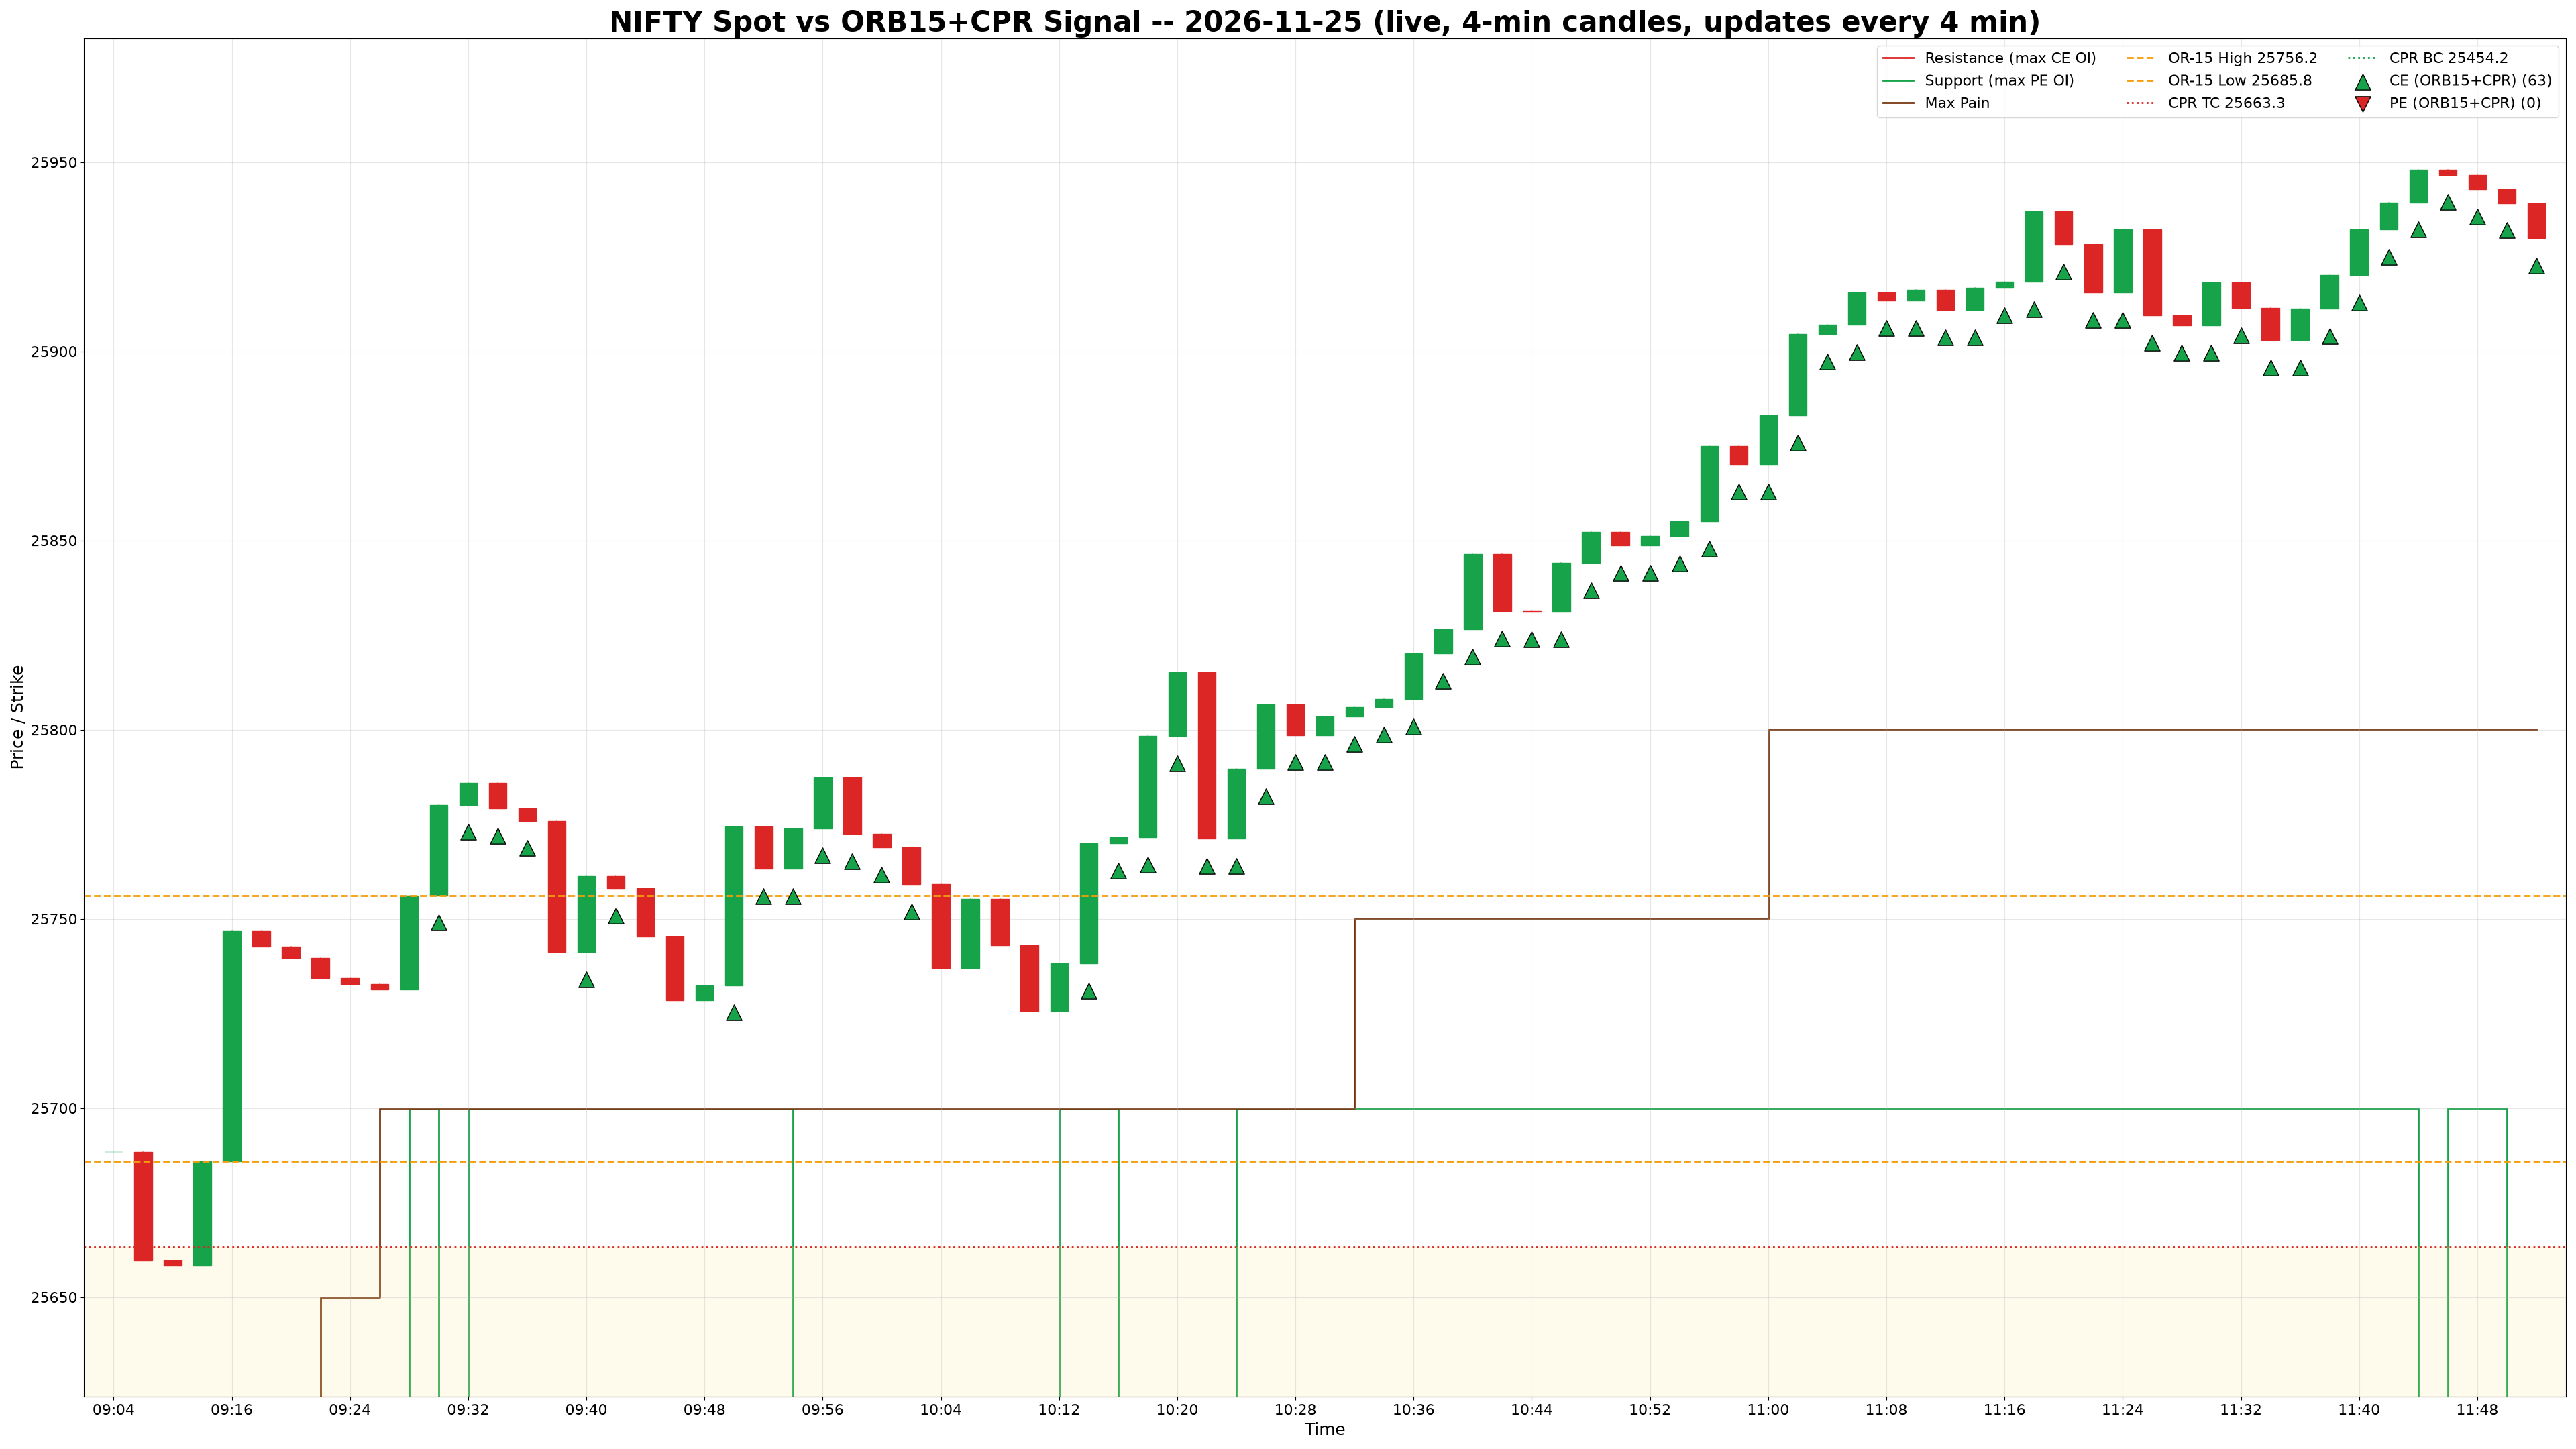 NIFTY Spot vs ORB15+CPR Signal -- 2026-11-25 (live, 4-min candles, updates every 4 min)
Resistance (max CE OI)
Support (max PE OI)
Max Pain
OR-15 High 25756.2
OR-15 Low 25685.8
CPR TC 25663.3
CPR BC 25454.2
CE (ORB15+CPR) (63)
PE (ORB15+CPR) (0)
Price / Strike
25950
25900
25850
25800
25750
25700
25650
09:04 09:16 09:24 09:32 09:40 09:48 09:56 10:04 10:12 10:20 10:28 10:36 10:44 10:52 11:00 11:08 11:16 11:24 11:32 11:40 11:48
Time